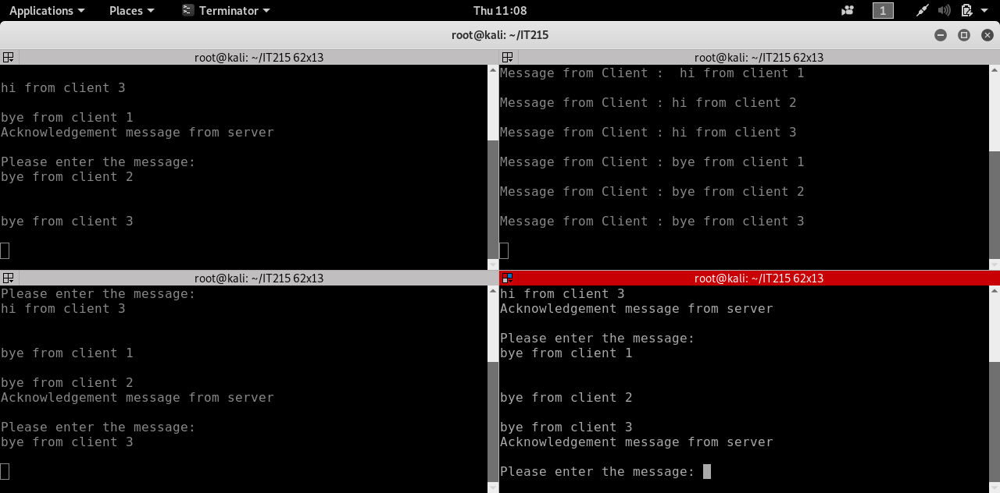 Applications Places Terminator Thu 11:08 1
root@kali: ~/IT215
root@kali: ~/IT215 62x13
hi from client 3
bye from client 1
Acknowledgement message from server
Please enter the message:
bye from client 2
bye from client 3
root@kali: ~/IT215 62x13
Message from Client :  hi from client 1
Message from Client : hi from client 2
Message from Client : hi from client 3
Message from Client : bye from client 1
Message from Client : bye from client 2
Message from Client : bye from client 3
root@kali: ~/IT215 62x13
Please enter the message:
hi from client 3
bye from client 1
bye from client 2
Acknowledgement message from server
Please enter the message:
bye from client 3
root@kali: ~/IT215 62x13
hi from client 3
Acknowledgement message from server
Please enter the message:
bye from client 1
bye from client 2
bye from client 3
Acknowledgement message from server
Please enter the message: